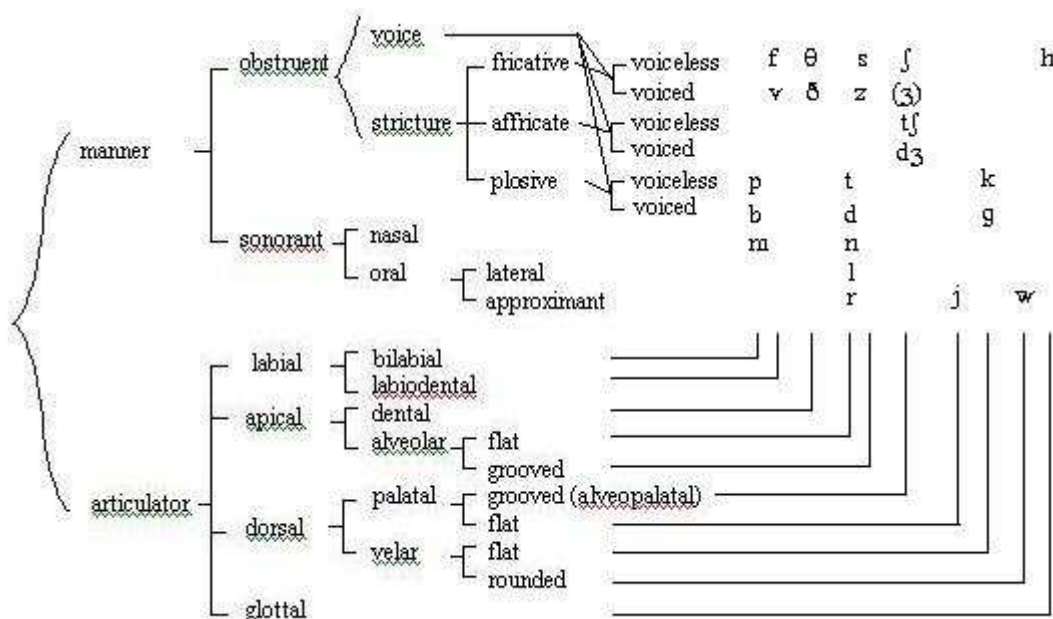 voice
obstruent fricative voiceless f θ s ʃ h
voiced v ð z (ʒ)
stricture affricate voiceless tʃ
manner voiced dʒ
plosive voiceless p t k
voiced b d g
sonorant nasal m n
oral lateral l
approximant r j w
labial bilabial
labiodental
apical dental
alveolar flat
grooved
articulator palatal grooved (alveopalatal)
dorsal flat
velar flat
rounded
glottal